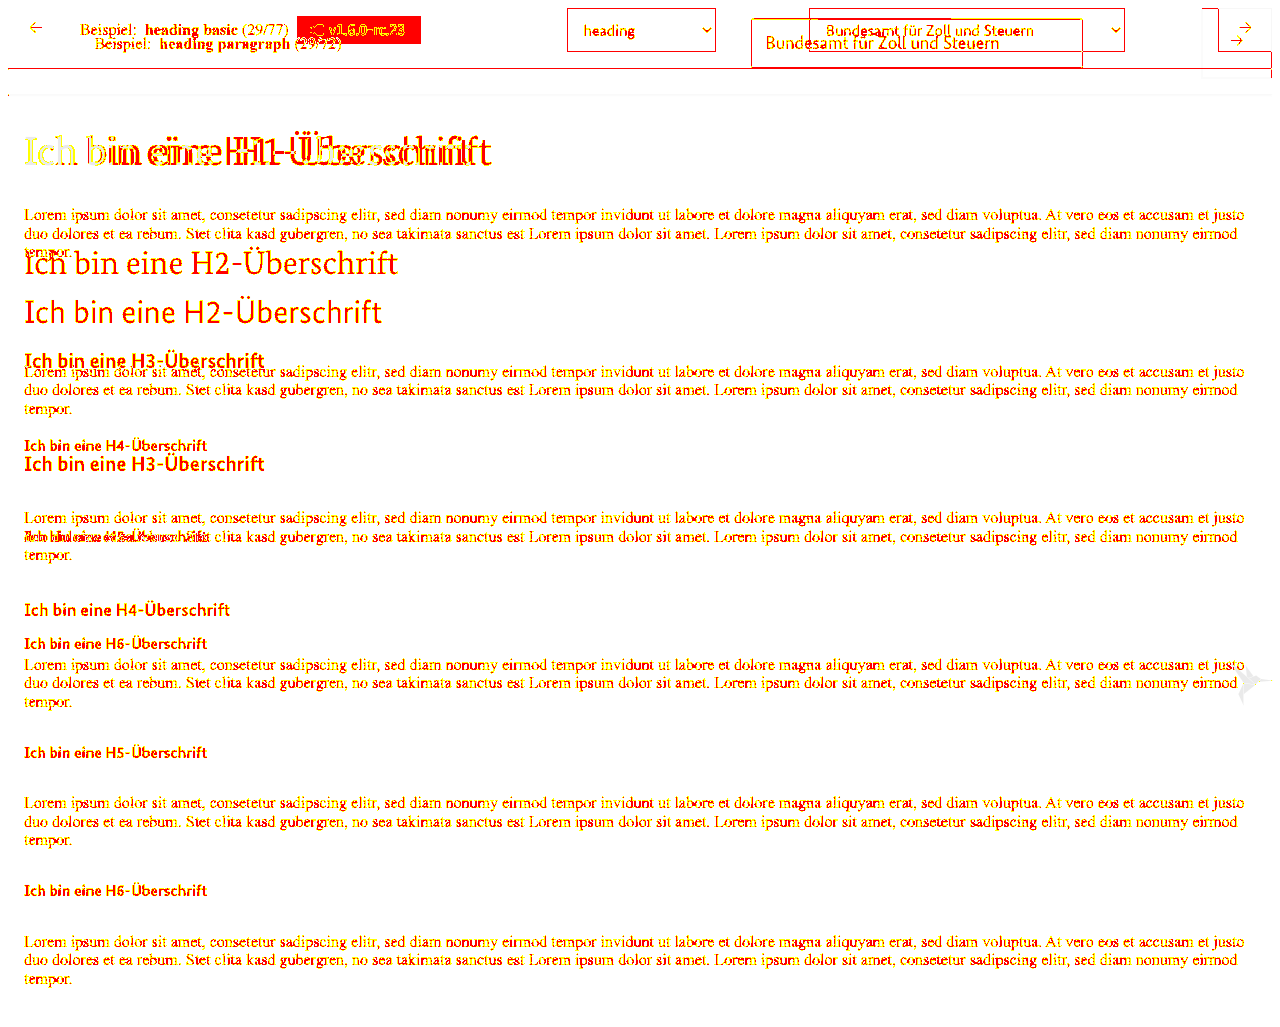 Beispiel: heading basic (29/77) v1.6.0-rc.23 heading Bundesamt für Zoll und Steuern
Beispiel: heading paragraph (29/72) Bundesamt für Zoll und Steuern
Ich bin eine H1-Überschrift
Lorem ipsum dolor sit amet, consetetur sadipscing elitr, sed diam nonumy eirmod tempor invidunt ut labore et dolore magna aliquyam erat, sed diam voluptua. At vero eos et accusam et justo
duo dolores et ea rebum. Stet clita kasd gubergren, no sea takimata sanctus est Lorem ipsum dolor sit amet. Lorem ipsum dolor sit amet, consetetur sadipscing elitr, sed diam nonumy eirmod
tempor.
Ich bin eine H2-Überschrift
Ich bin eine H2-Überschrift
Ich bin eine H3-Überschrift
Lorem ipsum dolor sit amet, consetetur sadipscing elitr, sed diam nonumy eirmod tempor invidunt ut labore et dolore magna aliquyam erat, sed diam voluptua. At vero eos et accusam et justo
duo dolores et ea rebum. Stet clita kasd gubergren, no sea takimata sanctus est Lorem ipsum dolor sit amet. Lorem ipsum dolor sit amet, consetetur sadipscing elitr, sed diam nonumy eirmod
tempor.
Ich bin eine H4-Überschrift
Ich bin eine H3-Überschrift
Lorem ipsum dolor sit amet, consetetur sadipscing elitr, sed diam nonumy eirmod tempor invidunt ut labore et dolore magna aliquyam erat, sed diam voluptua. At vero eos et accusam et justo
duo dolores et ea rebum. Stet clita kasd gubergren, no sea takimata sanctus est Lorem ipsum dolor sit amet. Lorem ipsum dolor sit amet, consetetur sadipscing elitr, sed diam nonumy eirmod
tempor.
Ich bin eine H4-Überschrift
Ich bin eine H6-Überschrift
Lorem ipsum dolor sit amet, consetetur sadipscing elitr, sed diam nonumy eirmod tempor invidunt ut labore et dolore magna aliquyam erat, sed diam voluptua. At vero eos et accusam et justo
duo dolores et ea rebum. Stet clita kasd gubergren, no sea takimata sanctus est Lorem ipsum dolor sit amet. Lorem ipsum dolor sit amet, consetetur sadipscing elitr, sed diam nonumy eirmod
tempor.
Ich bin eine H5-Überschrift
Lorem ipsum dolor sit amet, consetetur sadipscing elitr, sed diam nonumy eirmod tempor invidunt ut labore et dolore magna aliquyam erat, sed diam voluptua. At vero eos et accusam et justo
duo dolores et ea rebum. Stet clita kasd gubergren, no sea takimata sanctus est Lorem ipsum dolor sit amet. Lorem ipsum dolor sit amet, consetetur sadipscing elitr, sed diam nonumy eirmod
tempor.
Ich bin eine H6-Überschrift
Lorem ipsum dolor sit amet, consetetur sadipscing elitr, sed diam nonumy eirmod tempor invidunt ut labore et dolore magna aliquyam erat, sed diam voluptua. At vero eos et accusam et justo
duo dolores et ea rebum. Stet clita kasd gubergren, no sea takimata sanctus est Lorem ipsum dolor sit amet. Lorem ipsum dolor sit amet, consetetur sadipscing elitr, sed diam nonumy eirmod
tempor.